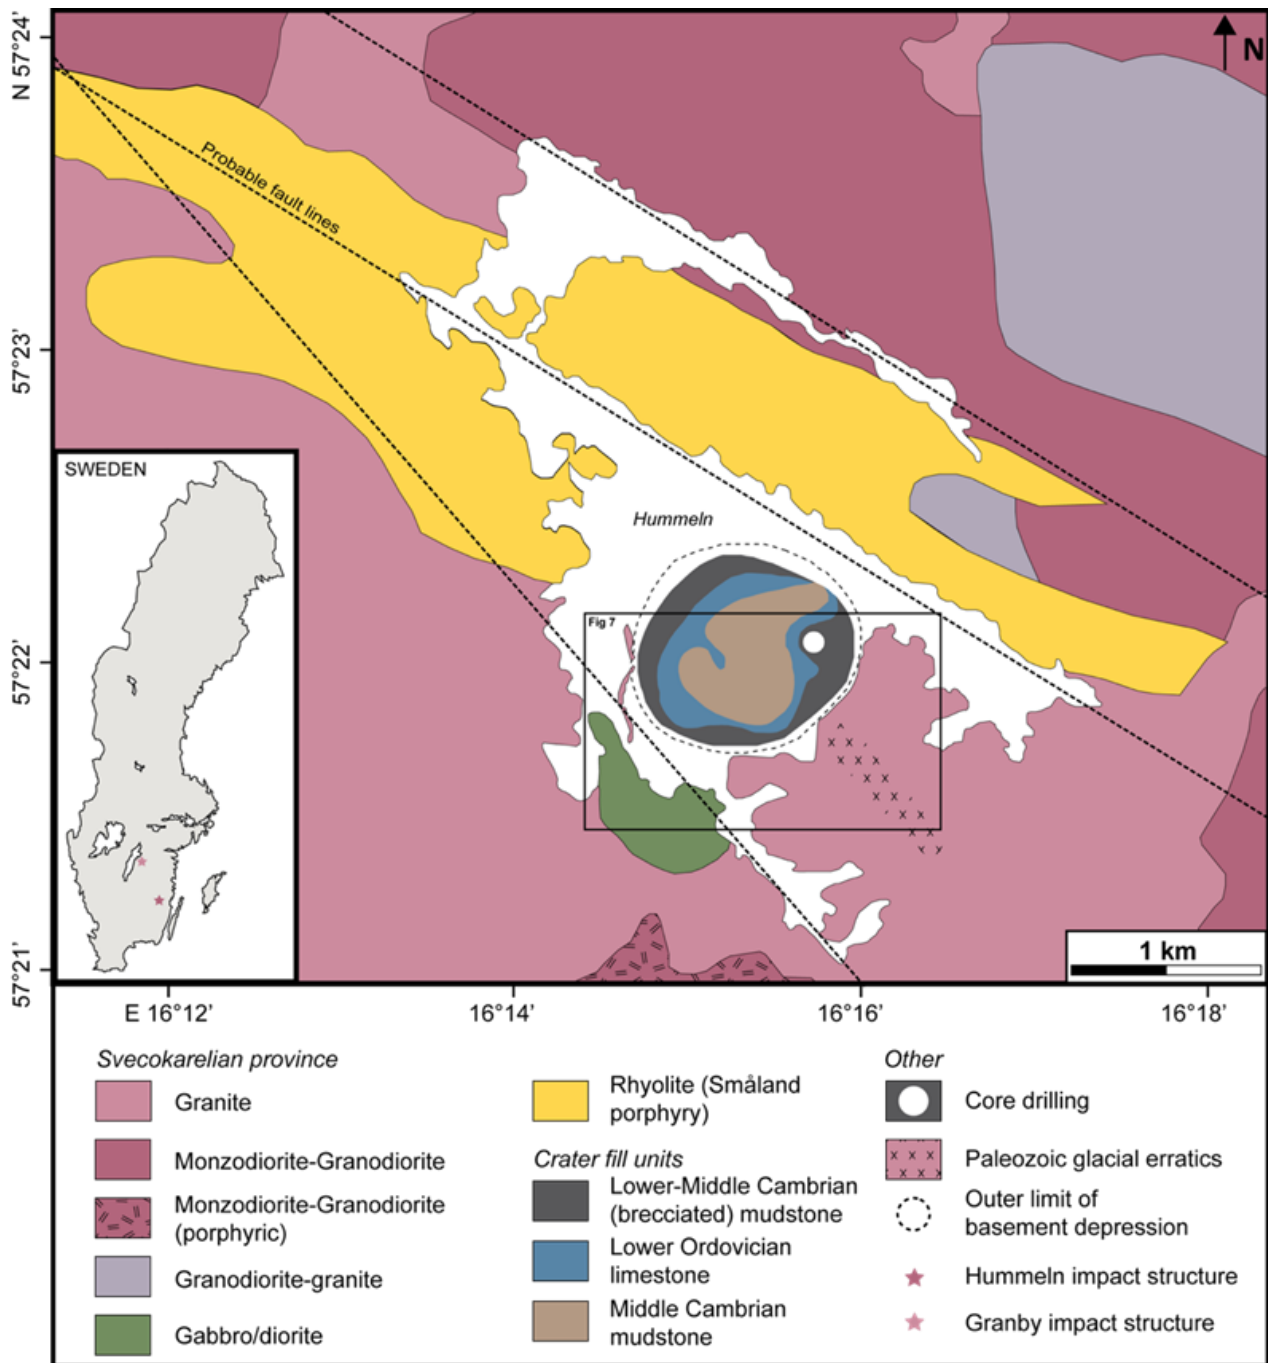 N 57°24’
N
Probable fault lines
57°23’
SWEDEN
Hummeln
Fig 7
57°22’
57°21’
1 km
E 16°12’
16°14’
16°16’
16°18’
Svecokarelian province
Granite
Monzodiorite-Granodiorite
Monzodiorite-Granodiorite
(porphyric)
Granodiorite-granite
Gabbro/diorite
Rhyolite (Småland
porphyry)
Crater fill units
Lower-Middle Cambrian
(brecciated) mudstone
Lower Ordovician
limestone
Middle Cambrian
mudstone
Other
Core drilling
Paleozoic glacial erratics
Outer limit of
basement depression
Hummeln impact structure
Granby impact structure